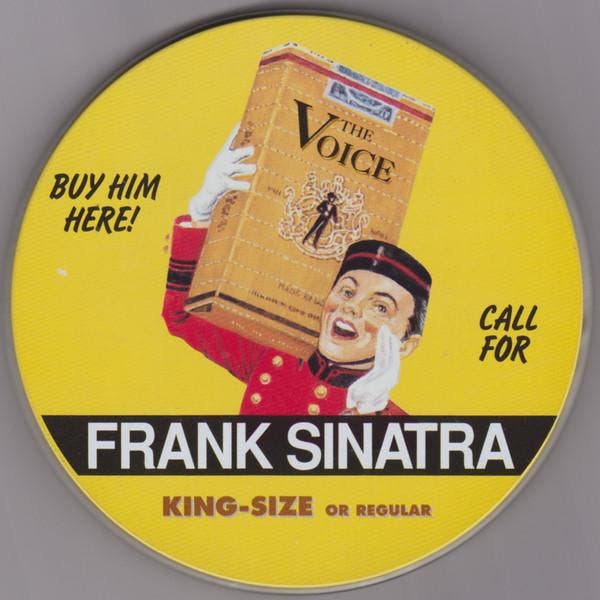 THE
VOICE
BUY HIM
HERE!
CALL
FOR
FRANK SINATRA
KING-SIZE OR REGULAR